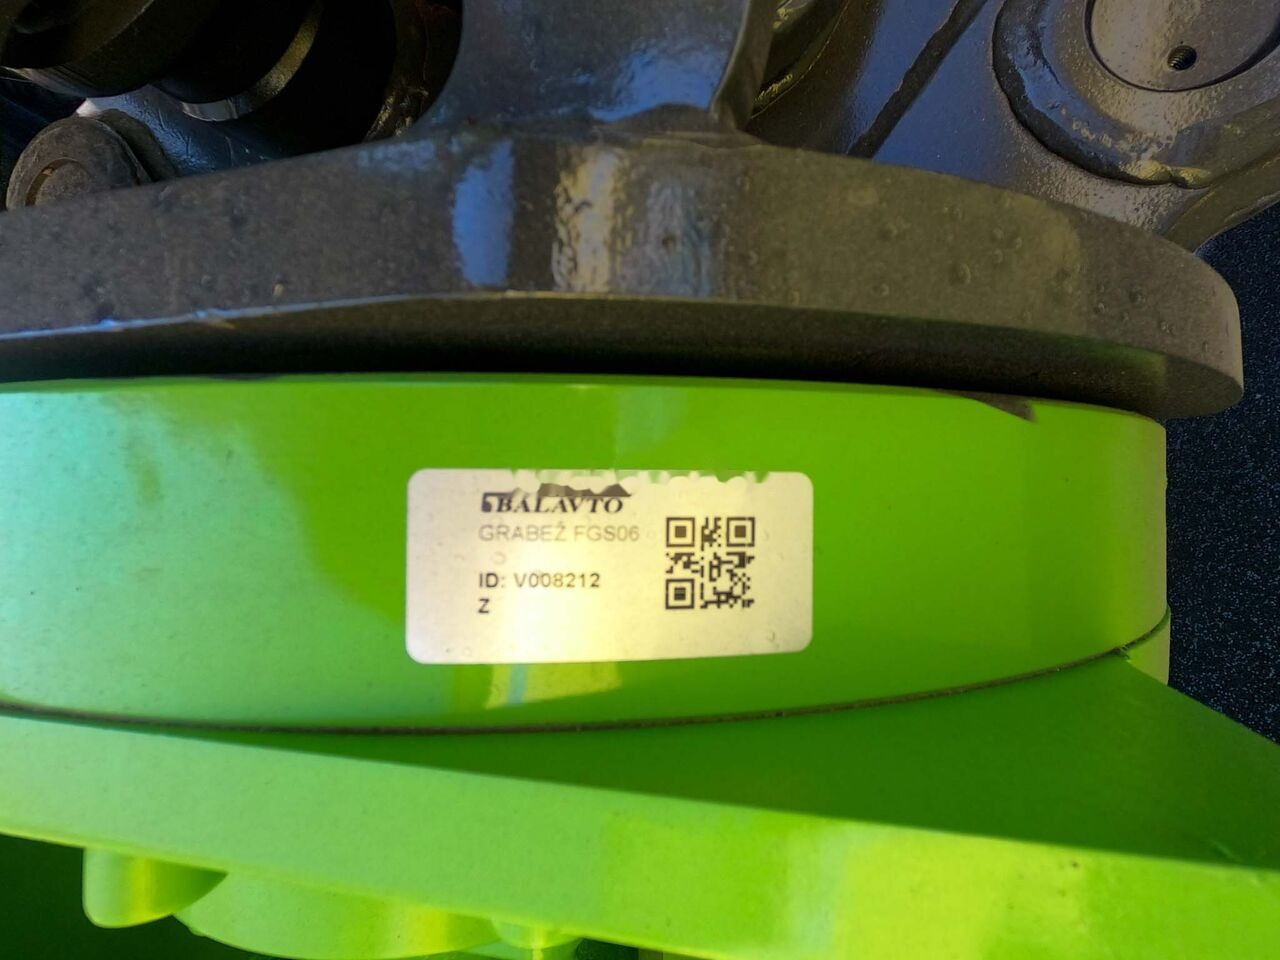 BALAVTO
GRABEŽ FGS06
ID: V008212
Z